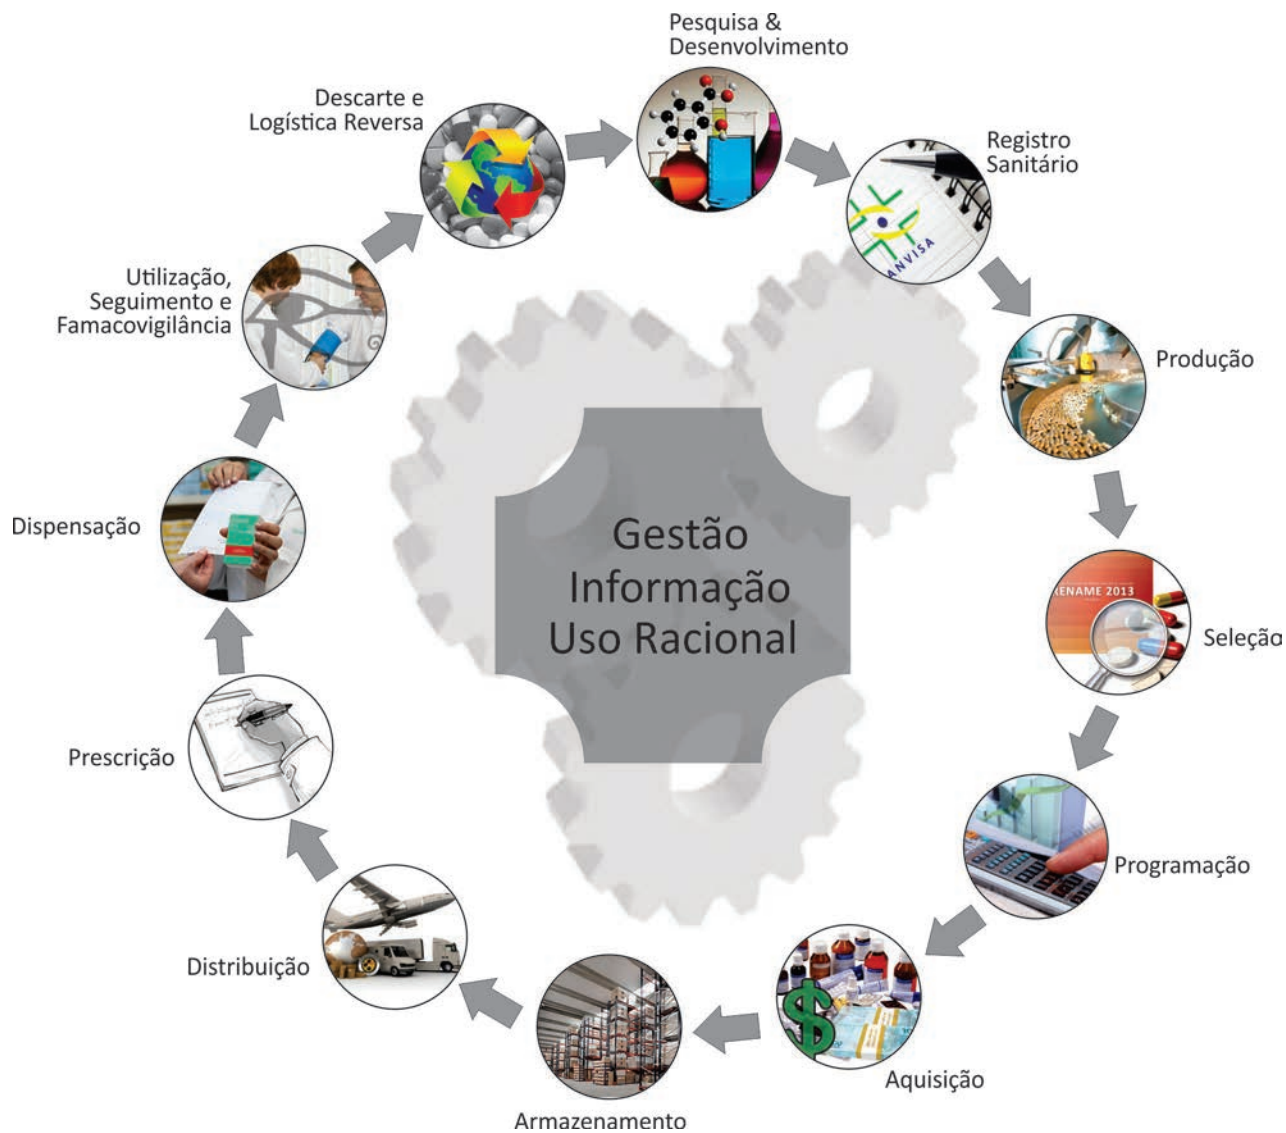 Pesquisa &
Desenvolvimento
Registro
Sanitário
ANVISA
Produção
RENAME 2013
Seleção
Programação
Aquisição
$
Armazenamento
Distribuição
Prescrição
Dispensação
Utilização,
Seguimento e
Famacovigilância
Descarte e
Logística Reversa
Gestão
Informação
Uso Racional